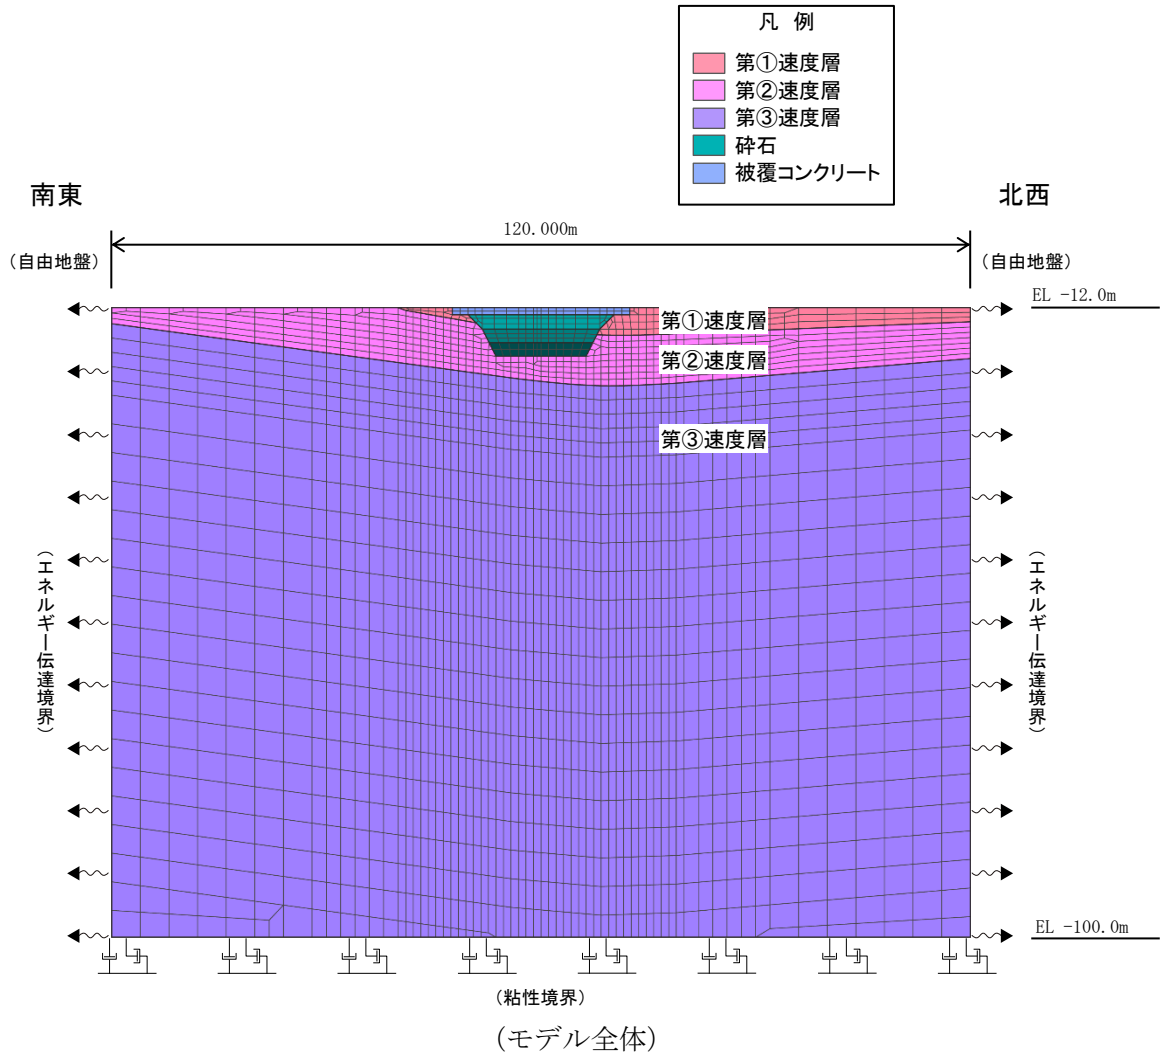 凡 例
第①速度層
第②速度層
第③速度層
砕石
被覆コンクリート
南東
北西
120.000m
(自由地盤)
(自由地盤)
EL -12.0m
第①速度層
第②速度層
第③速度層
(エネルギー伝達境界)
(エネルギー伝達境界)
EL -100.0m
(粘性境界)
(モデル全体)